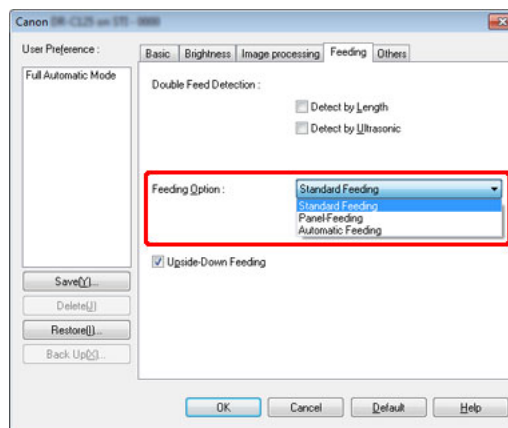 Canon
User Preference :
Full Automatic Mode
Save(Y)...
Delete(J)
Restore(I)...
Back Up(X)...
Basic Brightness Image processing Feeding Others
Double Feed Detection :
Detect by Length
Detect by Ultrasonic
Feeding Option : Standard Feeding
Standard Feeding
Panel-Feeding
Automatic Feeding
Upside-Down Feeding
OK Cancel Default Help